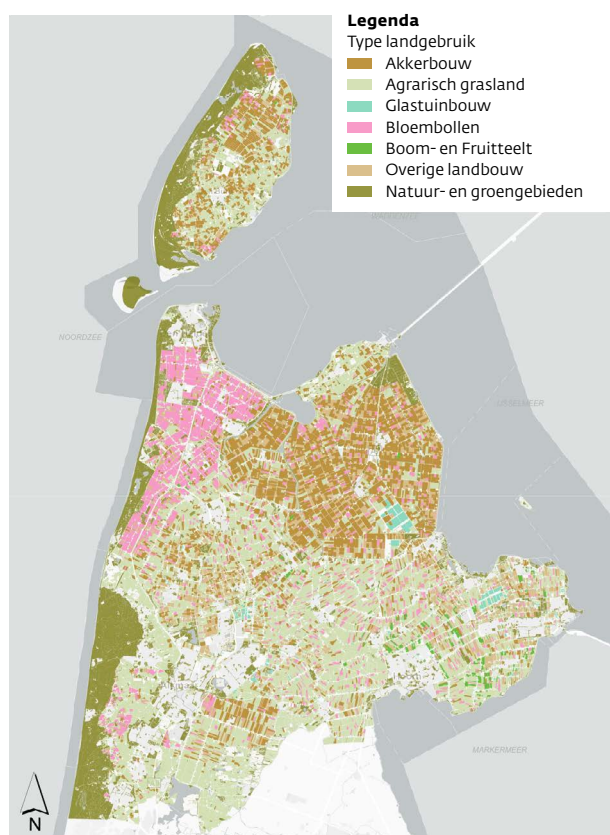 Legenda
Type landgebruik
Akkerbouw
Agrarisch grasland
Glastuinbouw
Bloembollen
Boom- en Fruitteelt
Overige landbouw
Natuur- en groengebieden
WADDENZEE
NOORDZEE
IJSSELMEER
MARKERMEER
N